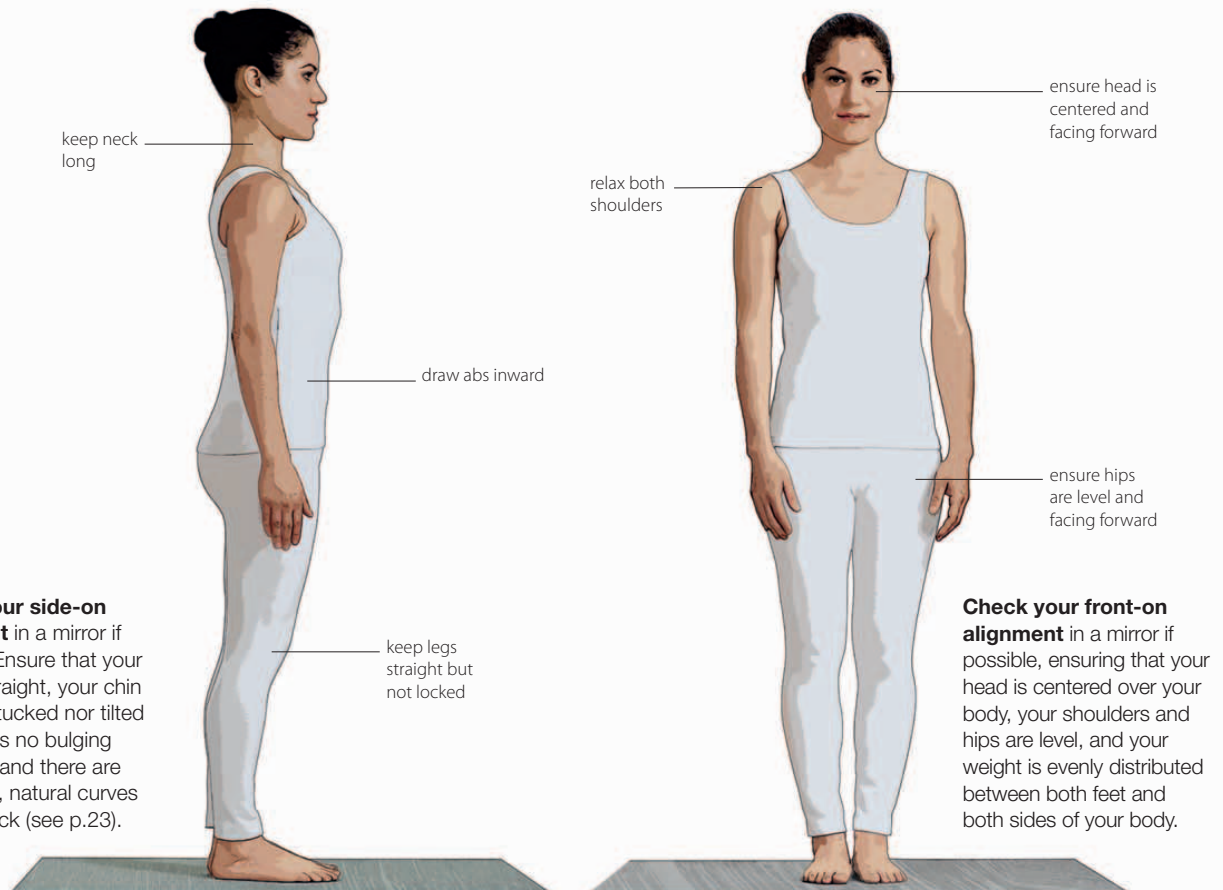 keep neck
long
draw abs inward
keep legs
straight but
not locked
our side-on
t in a mirror if
Ensure that your
raight, your chin
tucked nor tilted
s no bulging
and there are
, natural curves
ck (see p.23).
relax both
shoulders
ensure head is
centered and
facing forward
ensure hips
are level and
facing forward
Check your front-on
alignment in a mirror if
possible, ensuring that your
head is centered over your
body, your shoulders and
hips are level, and your
weight is evenly distributed
between both feet and
both sides of your body.